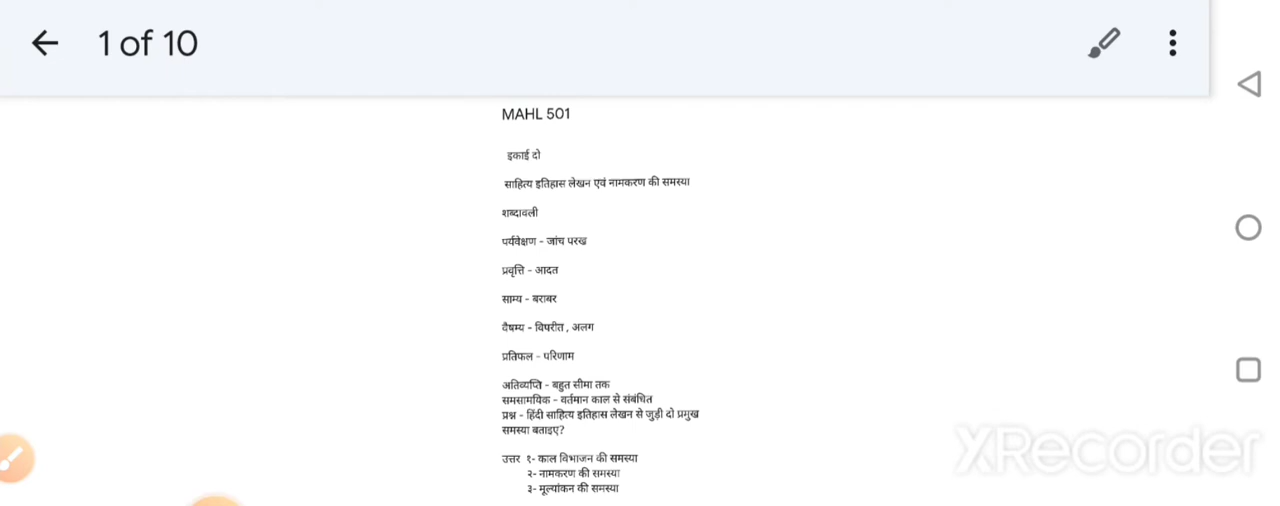 1 of 10
MAHL 501
इकाई दो
साहित्य इतिहास लेखन एवं नामकरण की समस्या
शब्दावली
पर्यवेक्षण - जांच परख
प्रवृत्ति - आदत
साम्य - बराबर
वैषम्य - विपरीत , अलग
प्रतिफल - परिणाम
अतिव्यप्ति - बहुत सीमा तक
समसामयिक - वर्तमान काल से संबंधित
प्रश्न - हिंदी साहित्य इतिहास लेखन से जुड़ी दो प्रमुख
समस्या बताइए?
उत्तर १- काल विभाजन की समस्या
२- नामकरण की समस्या
३- मूल्यांकन की समस्या
XRecorder